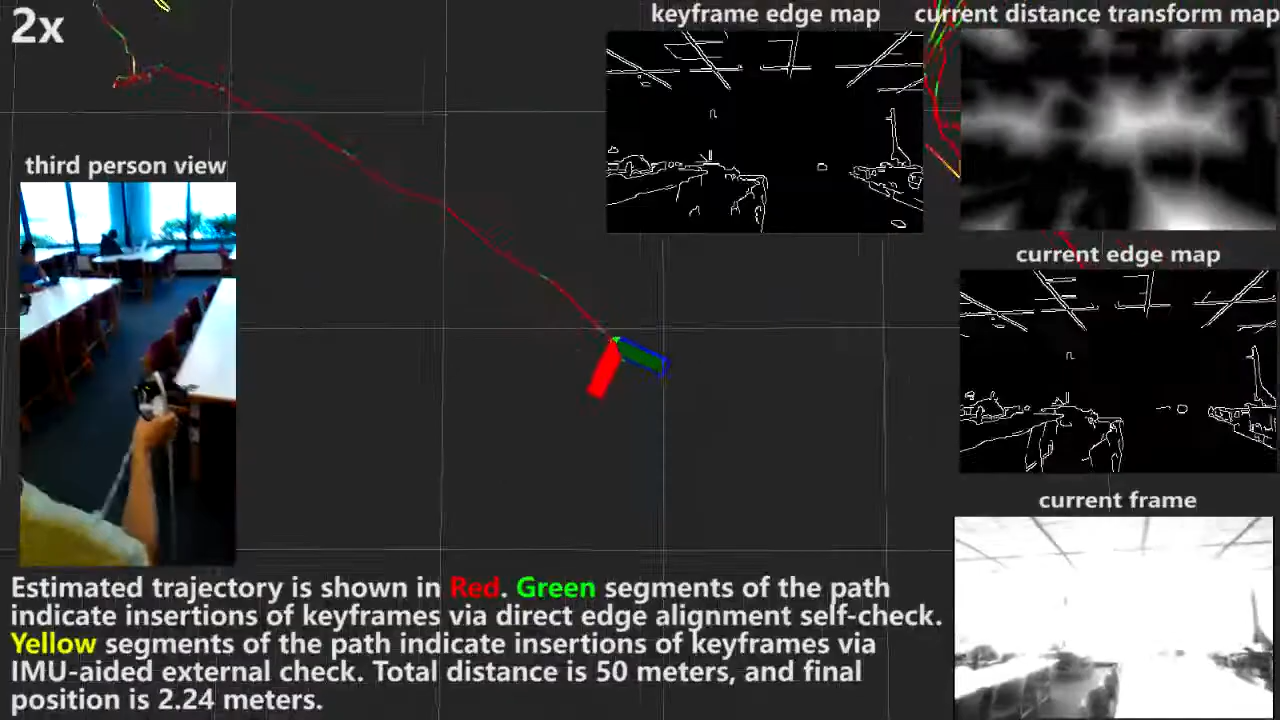 2x
keyframe edge map
current distance transform map
third person view
current edge map
current frame
Estimated trajectory is shown in Red. Green segments of the path
indicate insertions of keyframes via direct edge alignment self-check.
Yellow segments of the path indicate insertions of keyframes via
IMU-aided external check. Total distance is 50 meters, and final
position is 2.24 meters.